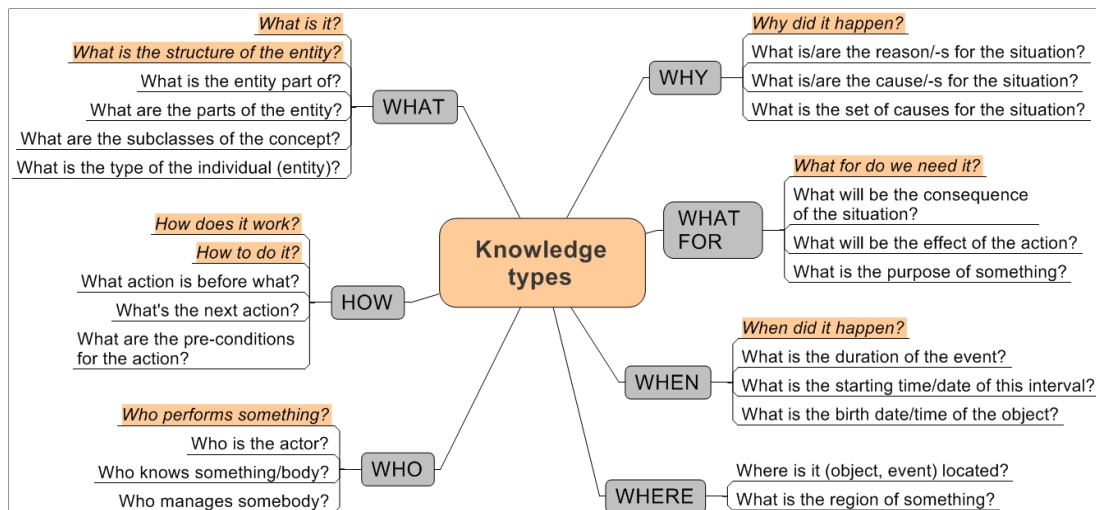 What is it?
What is the structure of the entity?
What is the entity part of?
What are the parts of the entity?
What are the subclasses of the concept?
What is the type of the individual (entity)?
WHAT
How does it work?
How to do it?
What action is before what?
What's the next action?
What are the pre-conditions
for the action?
HOW
Who performs something?
Who is the actor?
Who knows something/body?
Who manages somebody?
WHO
Knowledge
types
WHY
Why did it happen?
What is/are the reason/-s for the situation?
What is/are the cause/-s for the situation?
What is the set of causes for the situation?
WHAT
FOR
What for do we need it?
What will be the consequence
of the situation?
What will be the effect of the action?
What is the purpose of something?
WHEN
When did it happen?
What is the duration of the event?
What is the starting time/date of this interval?
What is the birth date/time of the object?
WHERE
Where is it (object, event) located?
What is the region of something?